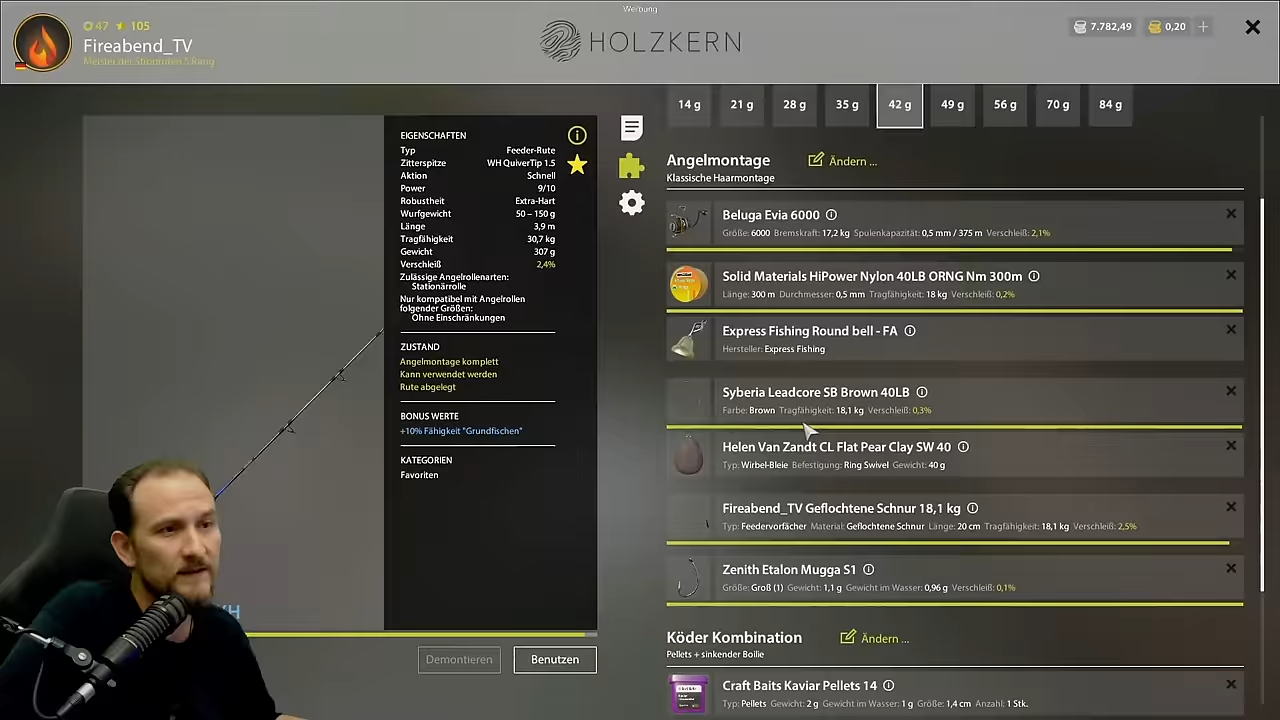 Werbung
47 105
Fireabend_TV
HOLZKERN
7.782,49
0,20
14 g 21 g 28 g 35 g 42 g 49 g 56 g 70 g 84 g
EIGENSCHAFTEN
Typ Feeder-Rute
Zitterspitze WH QuiverTip 1.5
Aktion Schnell
Power 9/10
Robustheit Extra-Hart
Wurfgewicht 50 – 150 g
Länge 3,9 m
Tragfähigkeit 30,7 kg
Gewicht 307 g
Verschleiß 2,4%
Zulässige Angelrollenarten:
Stationärrolle
Nur kompatibel mit Angelrollen
folgender Größen:
Ohne Einschränkungen
ZUSTAND
Angelmontage komplett
Kann verwendet werden
Rute abgelegt
BONUS WERTE
+10% Fähigkeit "Grundfischen"
KATEGORIEN
Favoriten
Demontieren
Benutzen
Angelmontage Ändern ...
Klassische Haarmontage
Beluga Evia 6000
Größe: 6000 Bremskraft: 17,2 kg Spulenkapazität: 0,5 mm / 375 m Verschleiß: 2,1%
Solid Materials HiPower Nylon 40LB ORNG Nm 300m
Länge: 300 m Durchmesser: 0,5 mm Tragfähigkeit: 18 kg Verschleiß: 0,2%
Express Fishing Round bell - FA
Hersteller: Express Fishing
Syberia Leadcore SB Brown 40LB
Farbe: Brown Tragfähigkeit: 18,1 kg Verschleiß: 0,3%
Helen Van Zandt CL Flat Pear Clay SW 40
Typ: Wirbel-Bleie Befestigung: Ring Swivel Gewicht: 40 g
Fireabend_TV Geflochtene Schnur 18,1 kg
Typ: Feedervorfächer Material: Geflochtene Schnur Länge: 20 cm Tragfähigkeit: 18,1 kg Verschleiß: 2,5%
Zenith Etalon Mugga S1
Größe: Groß (1) Gewicht: 1,1 g Gewicht im Wasser: 0,96 g Verschleiß: 0,1%
Köder Kombination Ändern ...
Pellets + sinkender Boilie
Craft Baits Kaviar Pellets 14
Typ: Pellets Gewicht: 2 g Gewicht im Wasser: 1 g Größe: 1,4 cm Anzahl: 1 Stk.